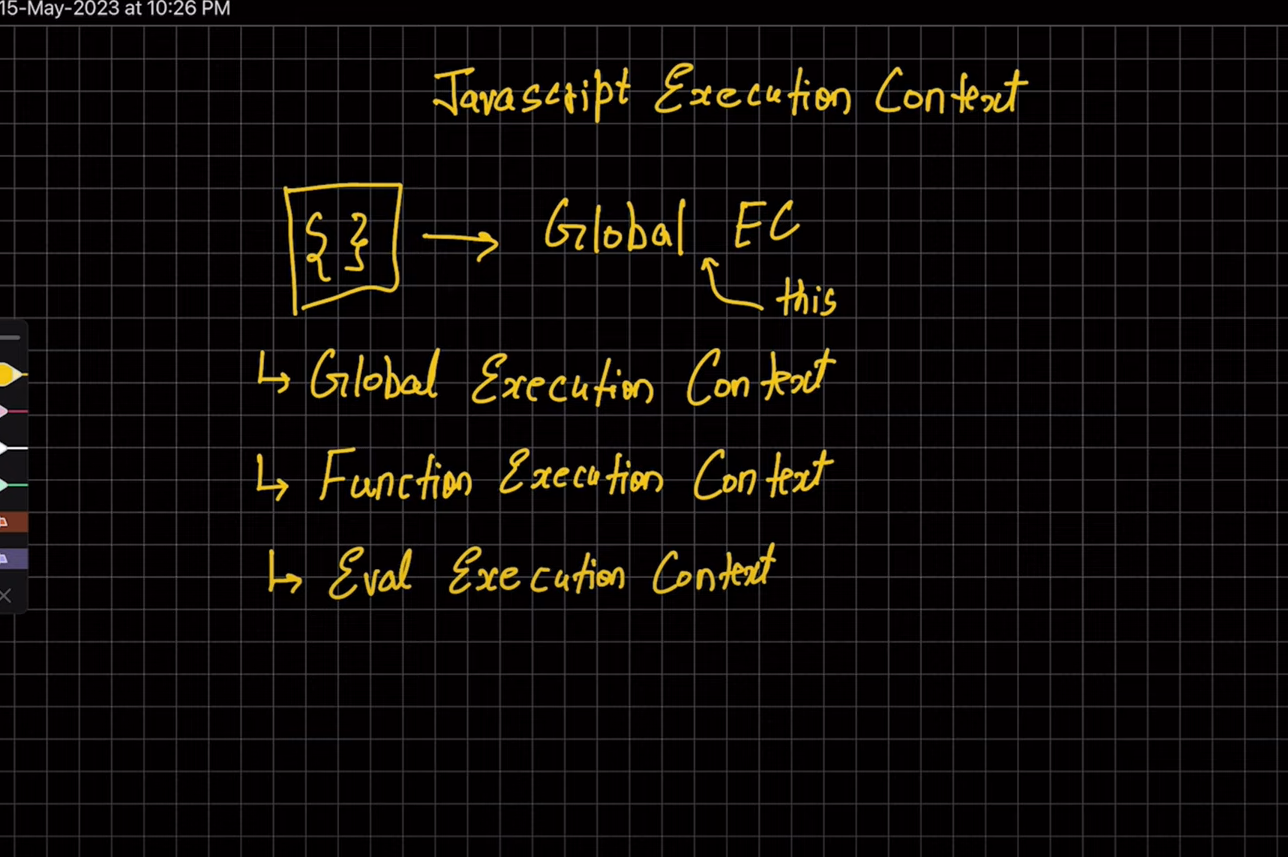 15-May-2023 at 10:26 PM
Javascript Execution Context
{ } → Global EC
this
↳ Global Execution Context
↳ Function Execution Context
↳ Eval Execution Context